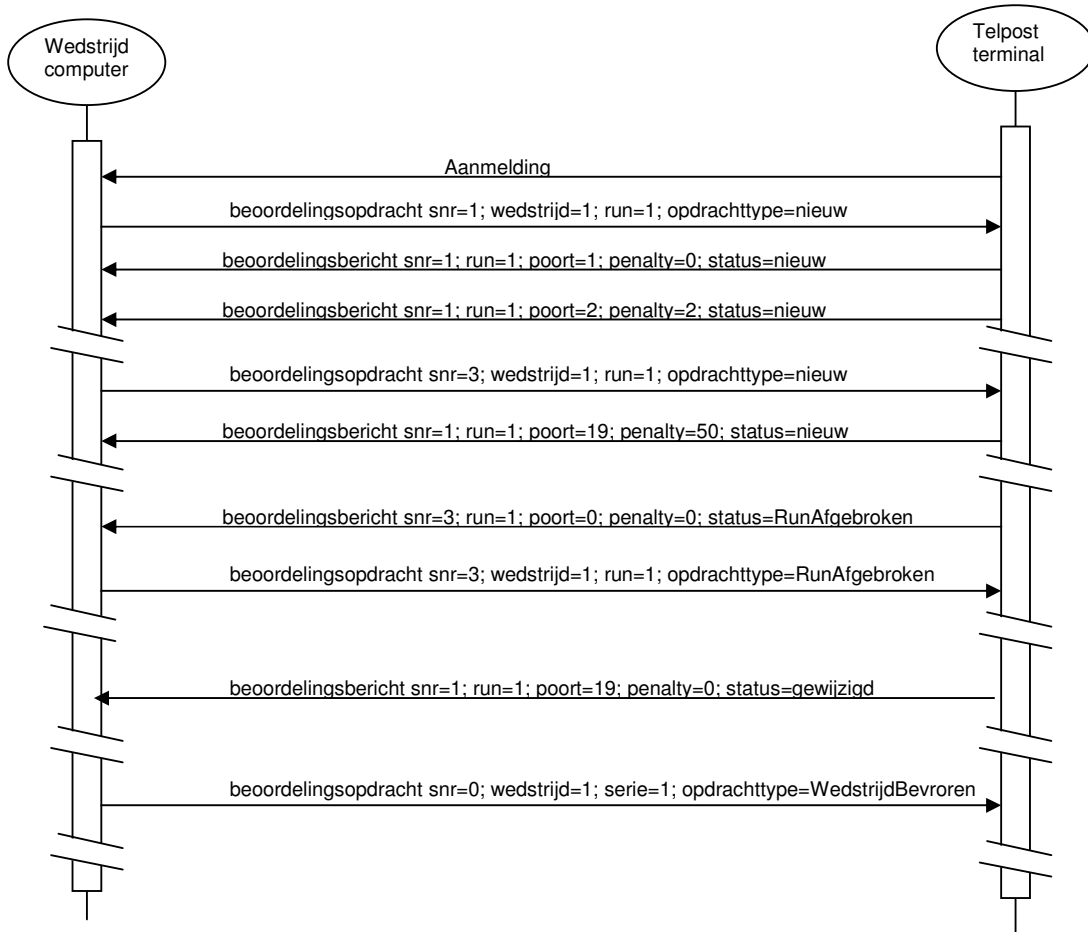 Wedstrijd
computer
Telpost
terminal
Aanmelding
beoordelingsopdracht snr=1; wedstrijd=1; run=1; opdrachttype=nieuw
beoordelingsbericht snr=1; run=1; poort=1; penalty=0; status=nieuw
beoordelingsbericht snr=1; run=1; poort=2; penalty=2; status=nieuw
beoordelingsopdracht snr=3; wedstrijd=1; run=1; opdrachttype=nieuw
beoordelingsbericht snr=1; run=1; poort=19; penalty=50; status=nieuw
beoordelingsbericht snr=3; run=1; poort=0; penalty=0; status=RunAfgebroken
beoordelingsopdracht snr=3; wedstrijd=1; run=1; opdrachttype=RunAfgebroken
beoordelingsbericht snr=1; run=1; poort=19; penalty=0; status=gewijzigd
beoordelingsopdracht snr=0; wedstrijd=1; serie=1; opdrachttype=WedstrijdBevroren